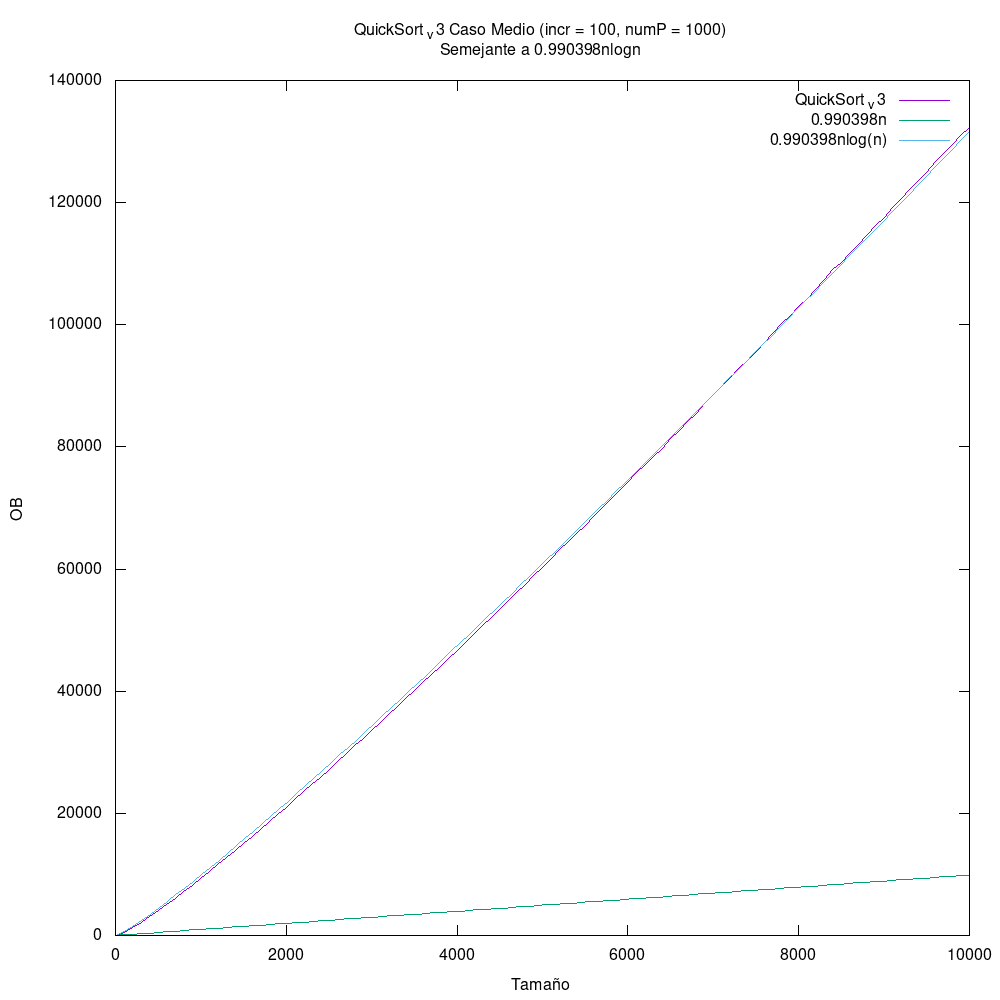 QuickSort v3 Caso Medio (incr = 100, numP = 1000)
Semejante a 0.990398nlogn
QuickSort v3
0.990398n
0.990398nlog(n)
140000
120000
100000
80000
60000
40000
20000
0
OB
0 2000 4000 6000 8000 10000
Tamaño